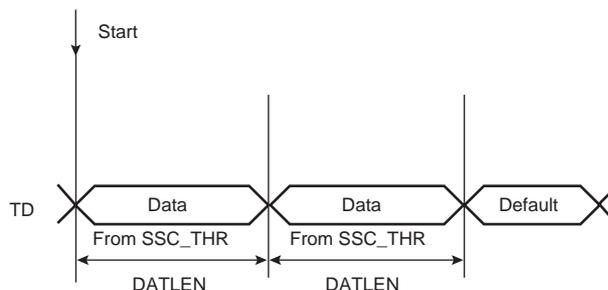 Start
TD
Data Data Default
From SSC_THR From SSC_THR
DATLEN DATLEN